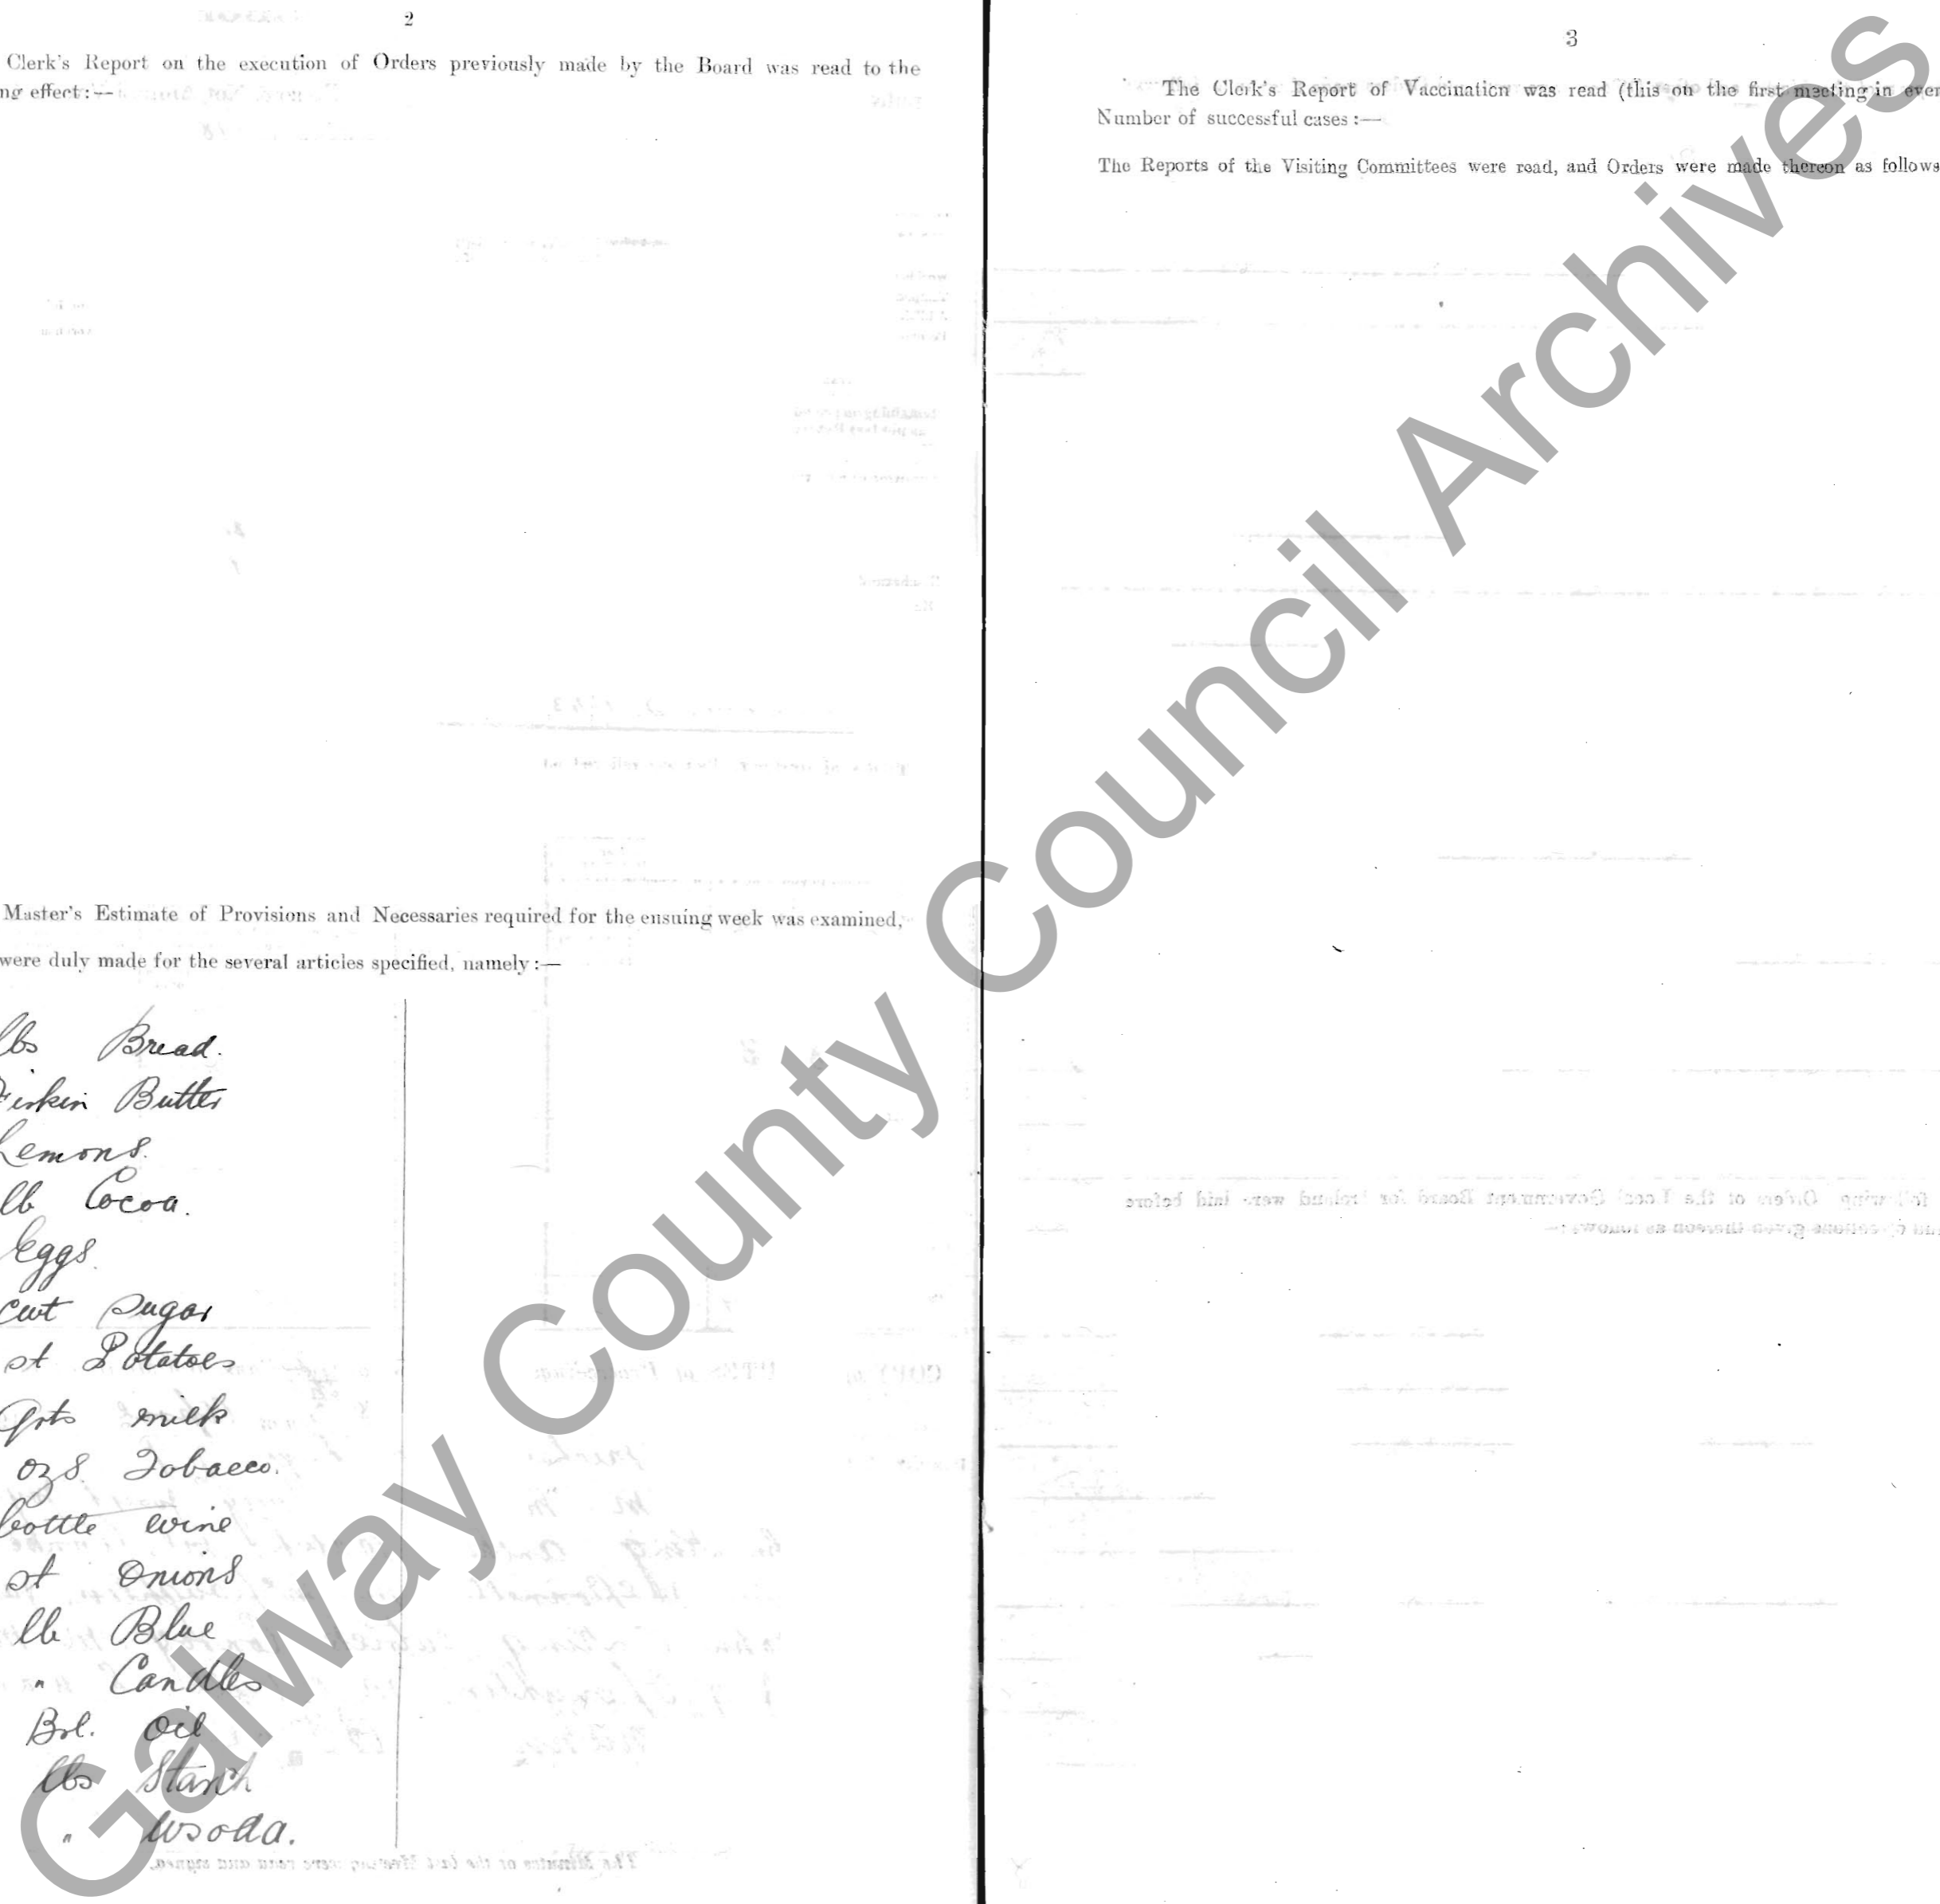 2
Clerk's Report on the execution of Orders previously made by the Board was read to the
ng effect:—
Master's Estimate of Provisions and Necessaries required for the ensuing week was examined,
were duly made for the several articles specified, namely:—
lbs Bread.
Firkin Butter
Lemons.
lb Cocoa.
Eggs.
cwt Sugar
st Potatoes
Qrts milk
ozs Tobacco.
bottle wine
st Onions
lb Blue
" Candles
Brl. Oil
lbs Starch
" Wsoda.
3
The Clerk's Report of Vaccination was read (this on the first meeting in ever
Number of successful cases:—
The Reports of the Visiting Committees were read, and Orders were made thereon as follows
Galway County Council Archives